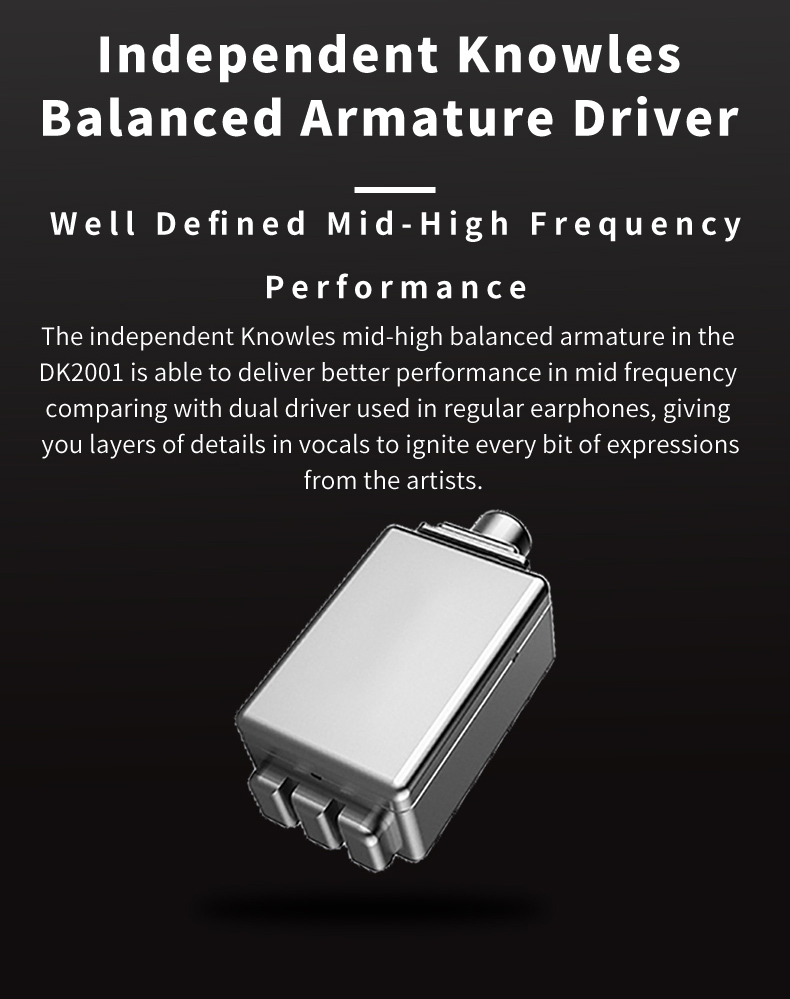 Independent Knowles
Balanced Armature Driver
Well Defined Mid-High Frequency
Performance
The independent Knowles mid-high balanced armature in the
DK2001 is able to deliver better performance in mid frequency
comparing with dual driver used in regular earphones, giving
you layers of details in vocals to ignite every bit of expressions
from the artists.